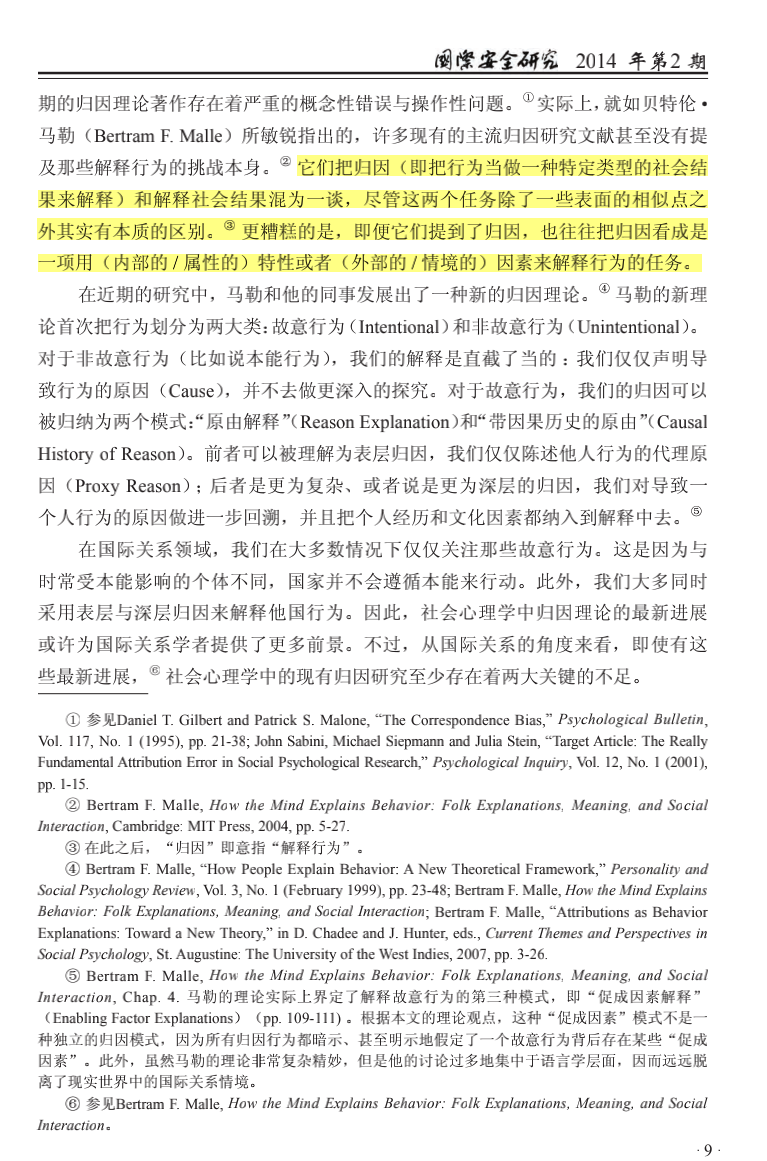 国际安全研究 2014 年第2 期
期的归因理论著作存在着严重的概念性错误与操作性问题。①实际上，就如贝特伦•
马勒（Bertram F. Malle）所敏锐指出的，许多现有的主流归因研究文献甚至没有提
及那些解释行为的挑战本身。② 它们把归因（即把行为当做一种特定类型的社会结
果来解释）和解释社会结果混为一谈，尽管这两个任务除了一些表面的相似点之
外其实有本质的区别。③ 更糟糕的是，即便它们提到了归因，也往往把归因看成是
一项用（内部的 / 属性的）特性或者（外部的 / 情境的）因素来解释行为的任务。
在近期的研究中，马勒和他的同事发展出了一种新的归因理论。④ 马勒的新理
论首次把行为划分为两大类：故意行为（Intentional）和非故意行为（Unintentional）。
对于非故意行为（比如说本能行为），我们的解释是直截了当的：我们仅仅声明导
致行为的原因（Cause），并不去做更深入的探究。对于故意行为，我们的归因可以
被归纳为两个模式：“原由解释”（Reason Explanation）和“带因果历史的原由”（Causal
History of Reason）。前者可以被理解为表层归因，我们仅仅陈述他人行为的代理原
因（Proxy Reason）；后者是更为复杂、或者说是更为深层的归因，我们对导致一
个人行为的原因做进一步回溯，并且把个人经历和文化因素都纳入到解释中去。⑤
在国际关系领域，我们在大多数情况下仅仅关注那些故意行为。这是因为与
时常受本能影响的个体不同，国家并不会遵循本能来行动。此外，我们大多同时
采用表层与深层归因来解释他国行为。因此，社会心理学中归因理论的最新进展
或许为国际关系学者提供了更多前景。不过，从国际关系的角度来看，即使有这
些最新进展，⑥ 社会心理学中的现有归因研究至少存在着两大关键的不足。
① 参见Daniel T. Gilbert and Patrick S. Malone, “The Correspondence Bias,” Psychological Bulletin,
Vol. 117, No. 1 (1995), pp. 21-38; John Sabini, Michael Siepmann and Julia Stein, “Target Article: The Really
Fundamental Attribution Error in Social Psychological Research,” Psychological Inquiry, Vol. 12, No. 1 (2001),
pp. 1-15.
② Bertram F. Malle, How the Mind Explains Behavior: Folk Explanations, Meaning, and Social
Interaction, Cambridge: MIT Press, 2004, pp. 5-27.
③ 在此之后，“归因”即意指“解释行为”。
④ Bertram F. Malle, “How People Explain Behavior: A New Theoretical Framework,” Personality and
Social Psychology Review, Vol. 3, No. 1 (February 1999), pp. 23-48; Bertram F. Malle, How the Mind Explains
Behavior: Folk Explanations, Meaning, and Social Interaction; Bertram F. Malle, “Attributions as Behavior
Explanations: Toward a New Theory,” in D. Chadee and J. Hunter, eds., Current Themes and Perspectives in
Social Psychology, St. Augustine: The University of the West Indies, 2007, pp. 3-26.
⑤ Bertram F. Malle, How the Mind Explains Behavior: Folk Explanations, Meaning, and Social
Interaction, Chap. 4. 马勒的理论实际上界定了解释故意行为的第三种模式，即“促成因素解释”
（Enabling Factor Explanations）（pp. 109-111)。根据本文的理论观点，这种“促成因素”模式不是一
种独立的归因模式，因为所有归因行为都暗示、甚至明示地假定了一个故意行为背后存在某些“促成
因素”。此外，虽然马勒的理论非常复杂精妙，但是他的讨论过多地集中于语言学层面，因而远远脱
离了现实世界中的国际关系情境。
⑥ 参见Bertram F. Malle, How the Mind Explains Behavior: Folk Explanations, Meaning, and Social
Interaction。
· 9 ·